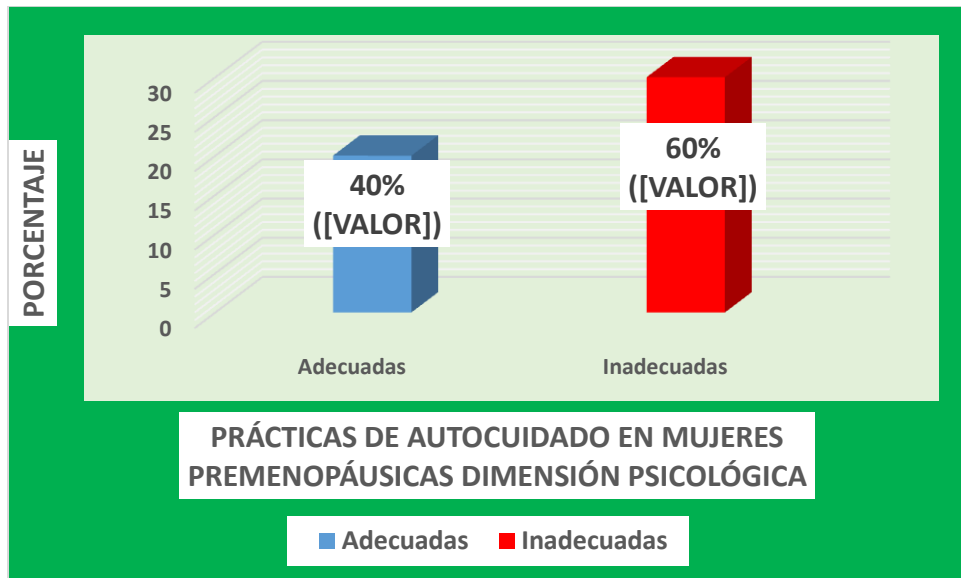 PORCENTAJE
30
25
20
15
10
5
0
40%
([VALOR])
60%
([VALOR])
Adecuadas
Inadecuadas
PRÁCTICAS DE AUTOCUIDADO EN MUJERES
PREMENOPÁUSICAS DIMENSIÓN PSICOLÓGICA
Adecuadas
Inadecuadas